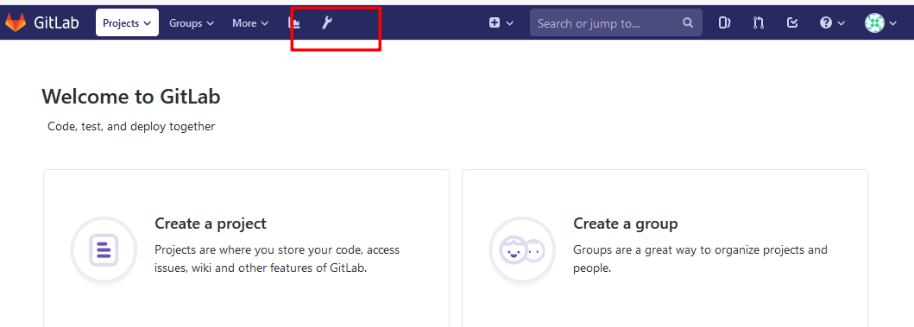 GitLab Projects Groups More Search or jump to...
Welcome to GitLab
Code, test, and deploy together
Create a project
Projects are where you store your code, access
issues, wiki and other features of GitLab.
Create a group
Groups are a great way to organize projects and
people.